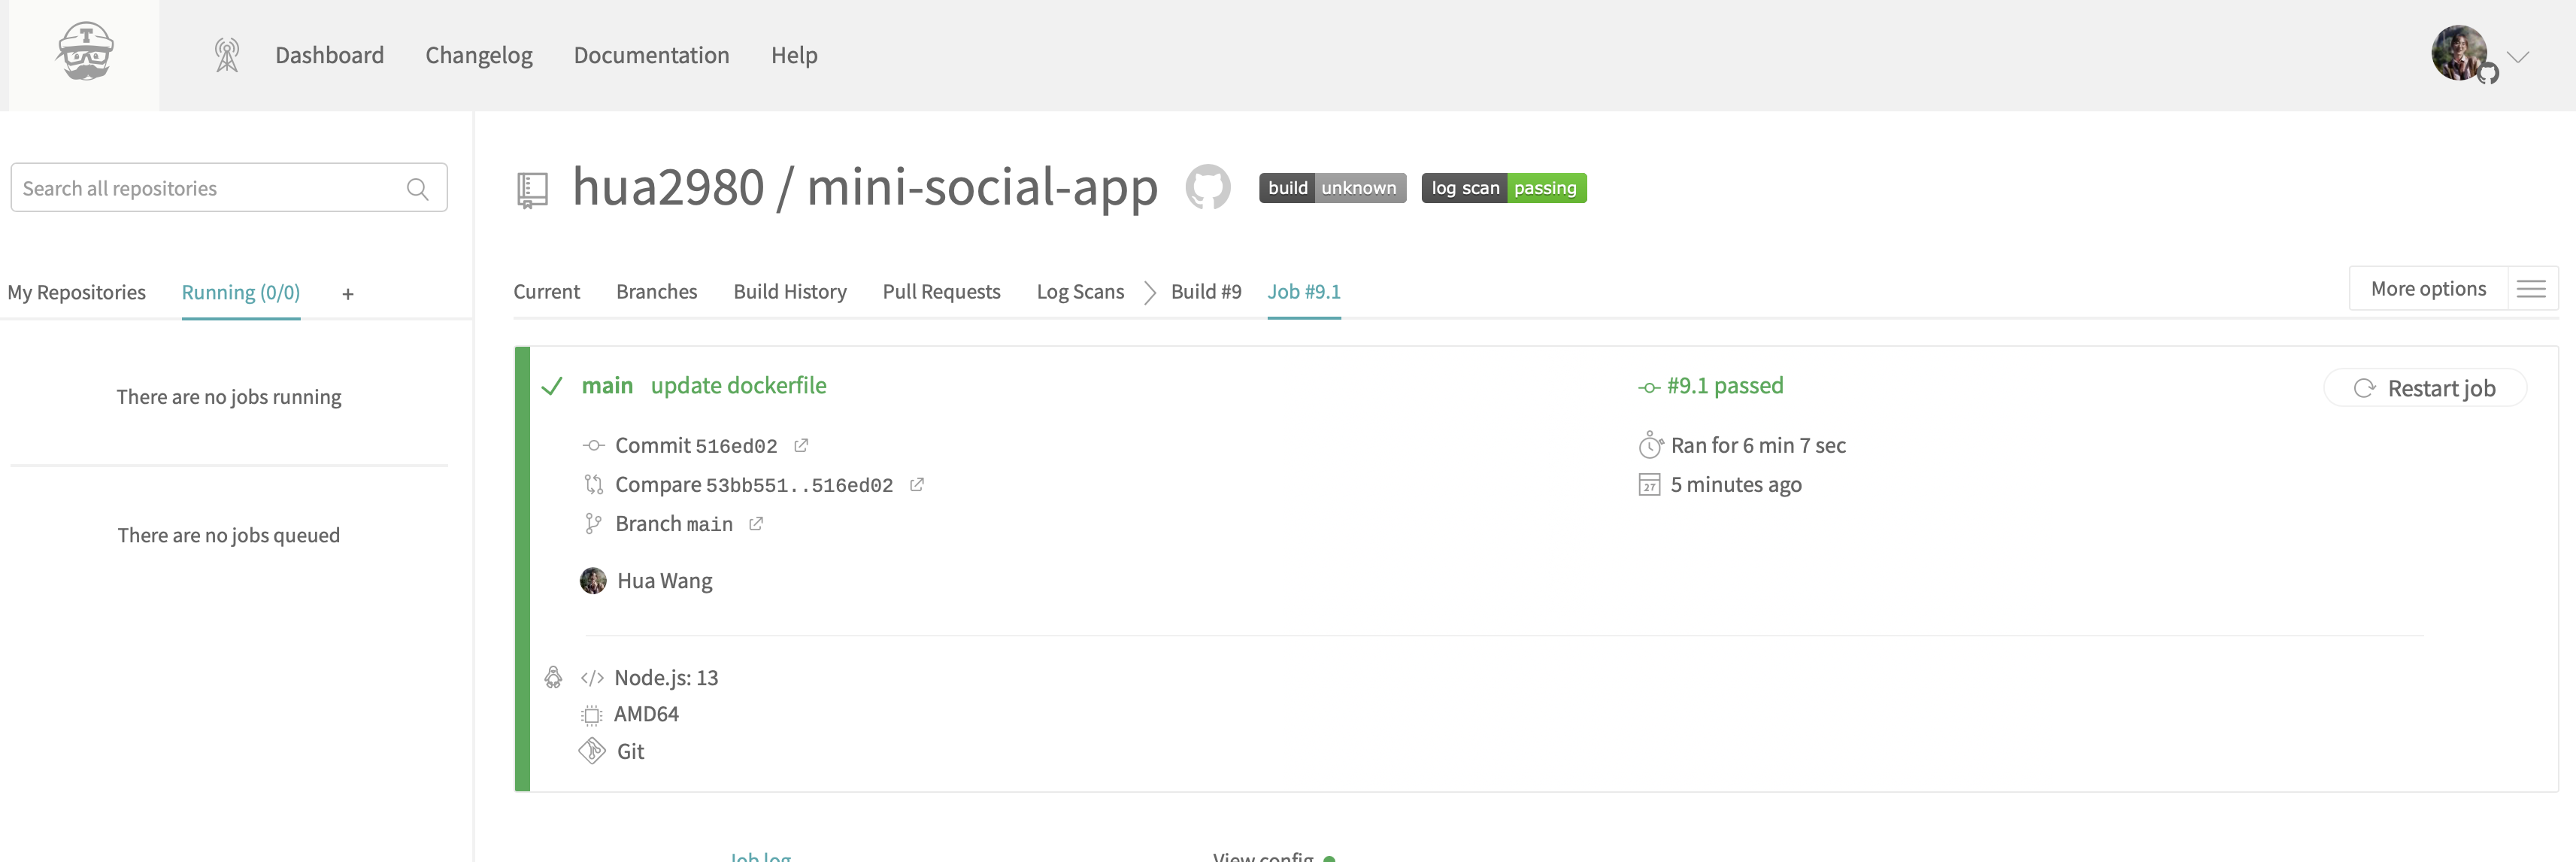 Dashboard Changelog Documentation Help
Search all repositories
My Repositories Running (0/0) +
There are no jobs running
There are no jobs queued
hua2980 / mini-social-app build unknown log scan passing
Current Branches Build History Pull Requests Log Scans Build #9 Job #9.1
More options
main update dockerfile
Commit 516ed02
Compare 53bb551..516ed02
Branch main
Hua Wang
#9.1 passed
Ran for 6 min 7 sec
27 5 minutes ago
Restart job
Node.js: 13
AMD64
Git
Job log View config